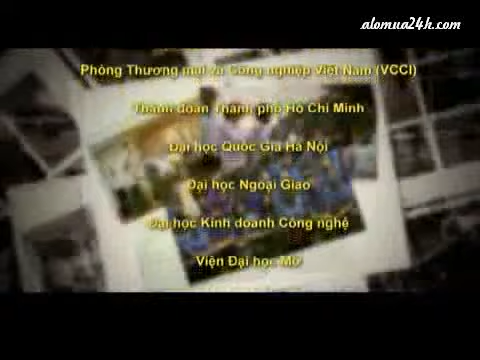 alomua24h.com
Phòng Thương mại và Công nghiệp Việt Nam (VCCI)
Thành đoàn Thành phố Hồ Chí Minh
Đại học Quốc Gia Hà Nội
Đại học Ngoại Giao
Đại học Kinh doanh Công nghệ
Viện Đại học Mở